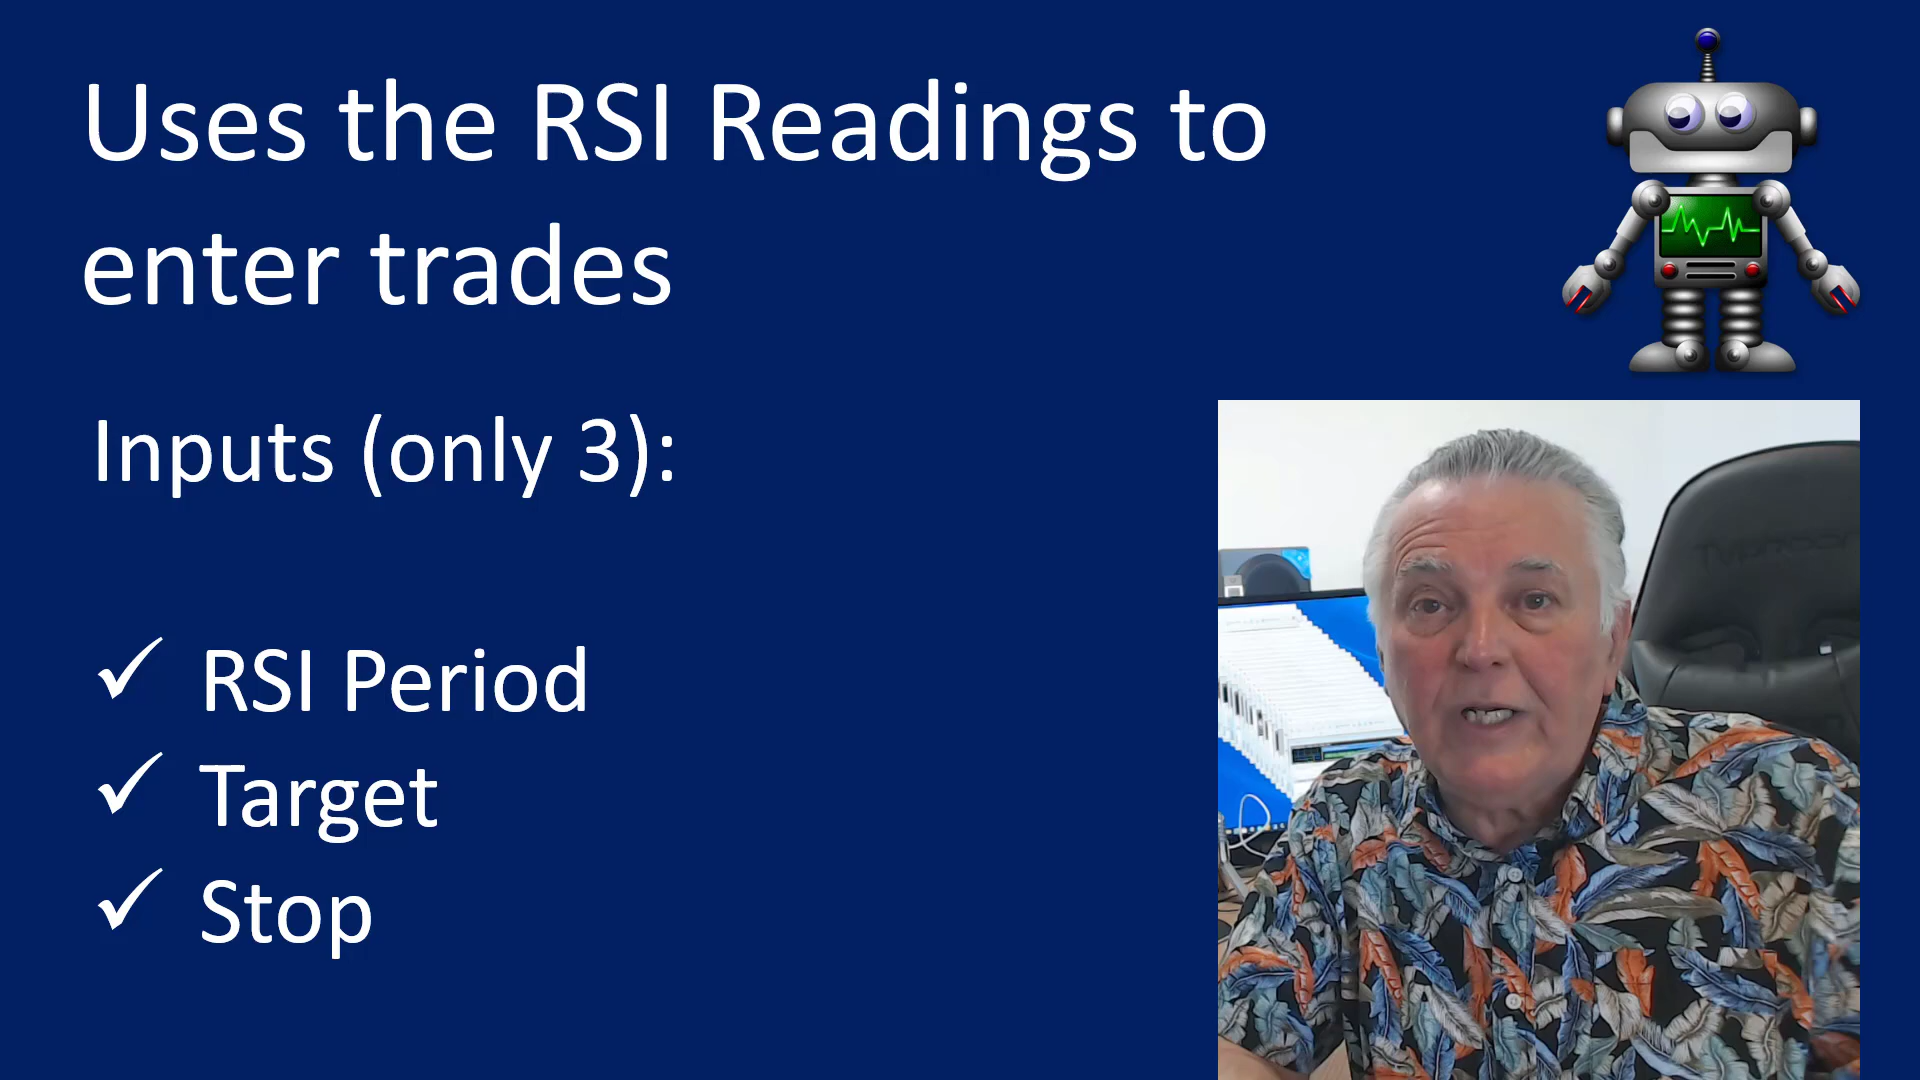 Uses the RSI Readings to
enter trades
Inputs (only 3):
RSI Period
Target
Stop